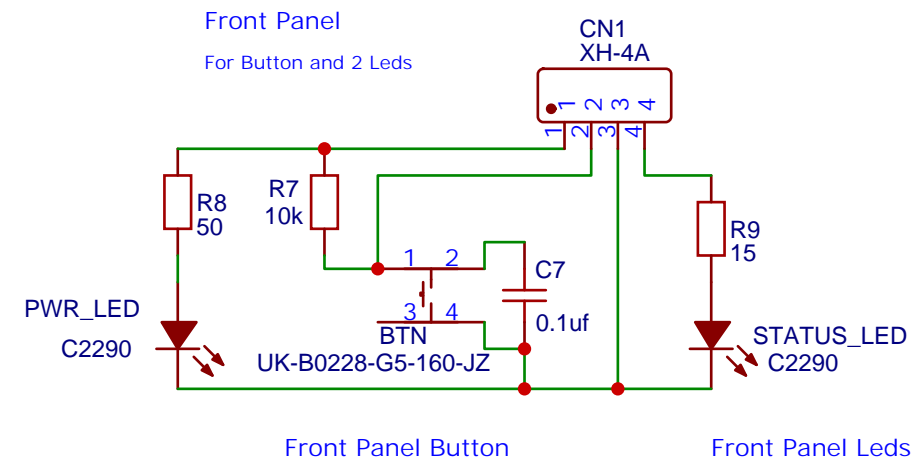 Front Panel
For Button and 2 Leds
CN1
XH-4A
1 2 3 4
1 2 3 4
R8
50
R7
10k
R9
15
1 2
3 4
C7
0.1uf
BTN
UK-B0228-G5-160-JZ
PWR_LED
C2290
STATUS_LED
C2290
Front Panel Button
Front Panel Leds